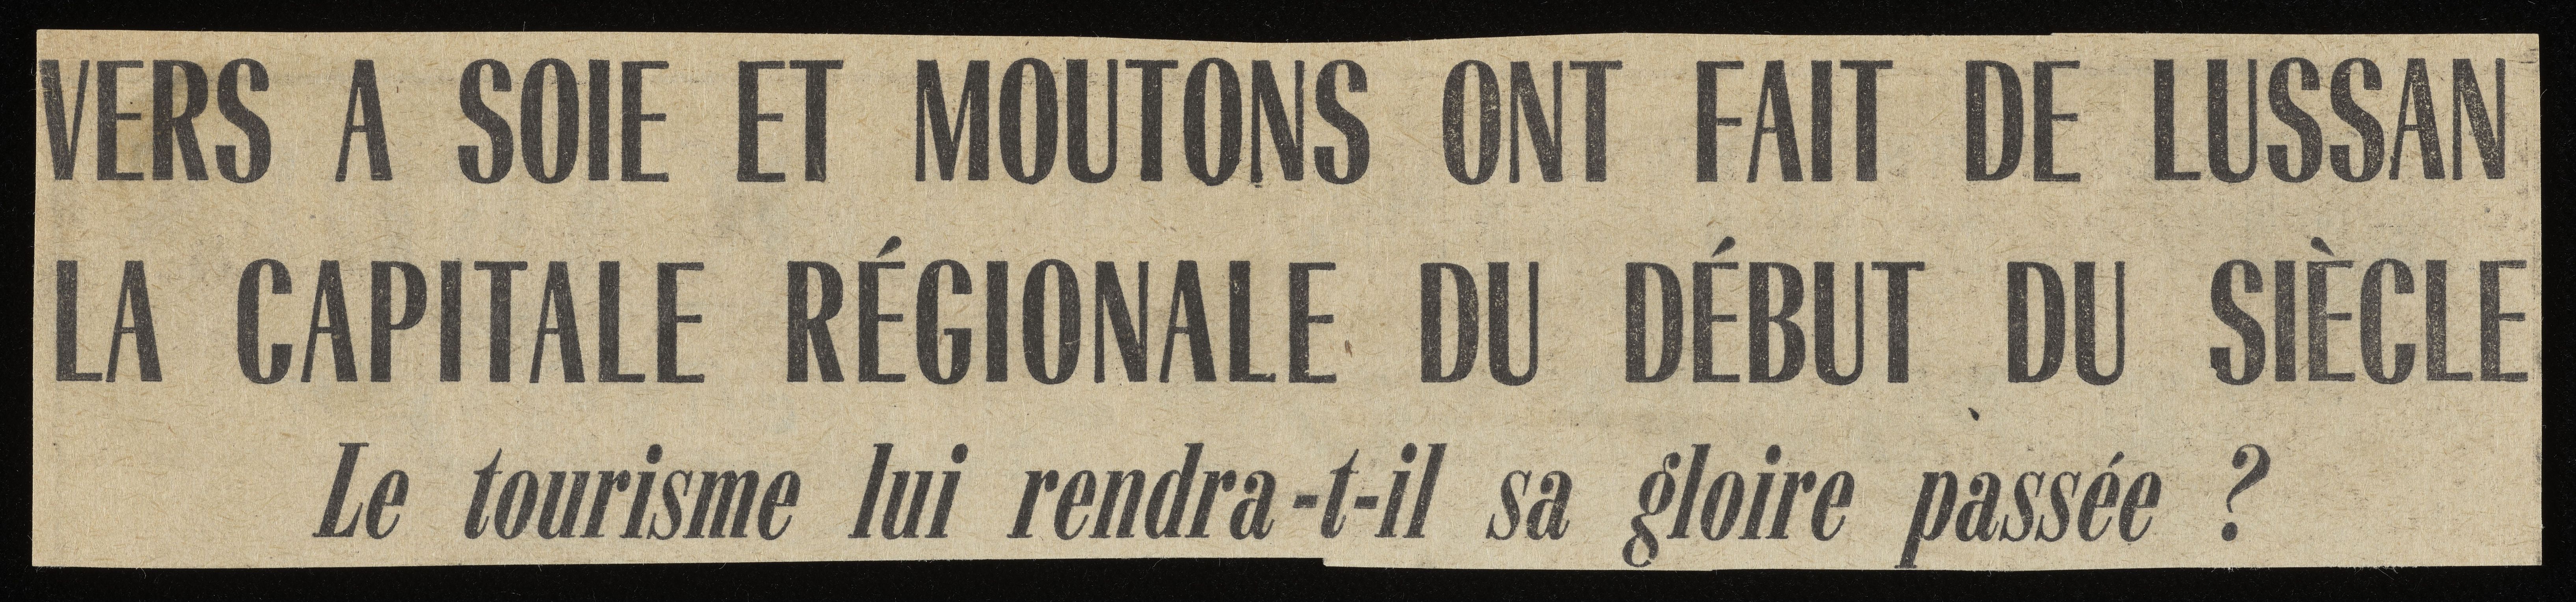 VERS A SOIE ET MOUTONS ONT FAIT DE LUSSAN
LA CAPITALE RÉGIONALE DU DÉBUT DU SIÈCLE
Le tourisme lui rendra-t-il sa gloire passée ?